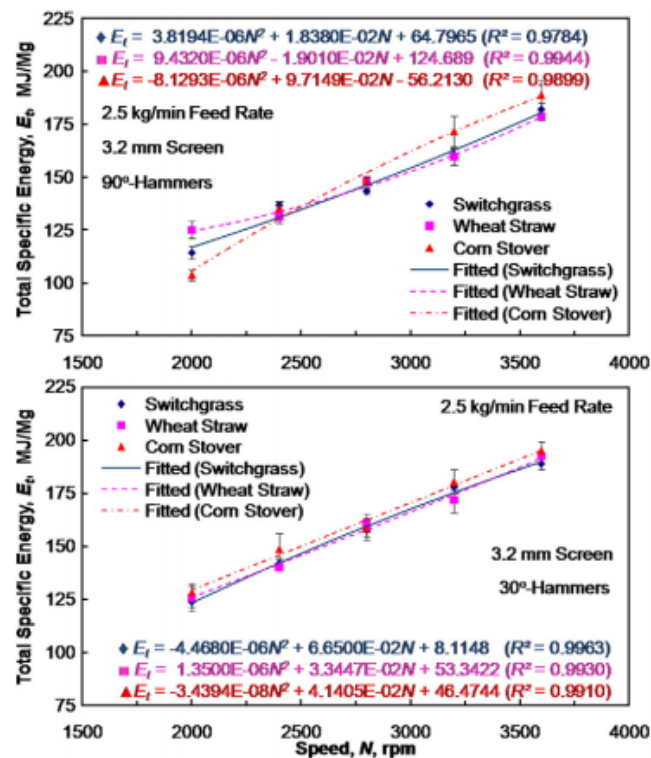 225
200
175
150
125
100
75
Total Specific Energy, Et, MJ/Mg
Et = 3.8194E-06N² + 1.8380E-02N + 64.7965 (R² = 0.9784)
Et = 9.4320E-06N² - 1.9010E-02N + 124.689 (R² = 0.9944)
Et = -8.1293E-06N² + 9.7149E-02N - 56.2130 (R² = 0.9899)
2.5 kg/min Feed Rate
3.2 mm Screen
90º-Hammers
Switchgrass
Wheat Straw
Corn Stover
Fitted (Switchgrass)
Fitted (Wheat Straw)
Fitted (Corn Stover)
1500 2000 2500 3000 3500 4000
225
200
175
150
125
100
75
Total Specific Energy, Et, MJ/Mg
Switchgrass
Wheat Straw
Corn Stover
Fitted (Switchgrass)
Fitted (Wheat Straw)
Fitted (Corn Stover)
2.5 kg/min Feed Rate
3.2 mm Screen
30º-Hammers
Et = -4.4680E-06N² + 6.6500E-02N + 8.1148 (R² = 0.9963)
Et = 1.3500E-06N² + 3.3447E-02N + 53.3422 (R² = 0.9930)
Et = -3.4394E-08N² + 4.1405E-02N + 46.4744 (R² = 0.9910)
1500 2000 2500 3000 3500 4000
Speed, N, rpm